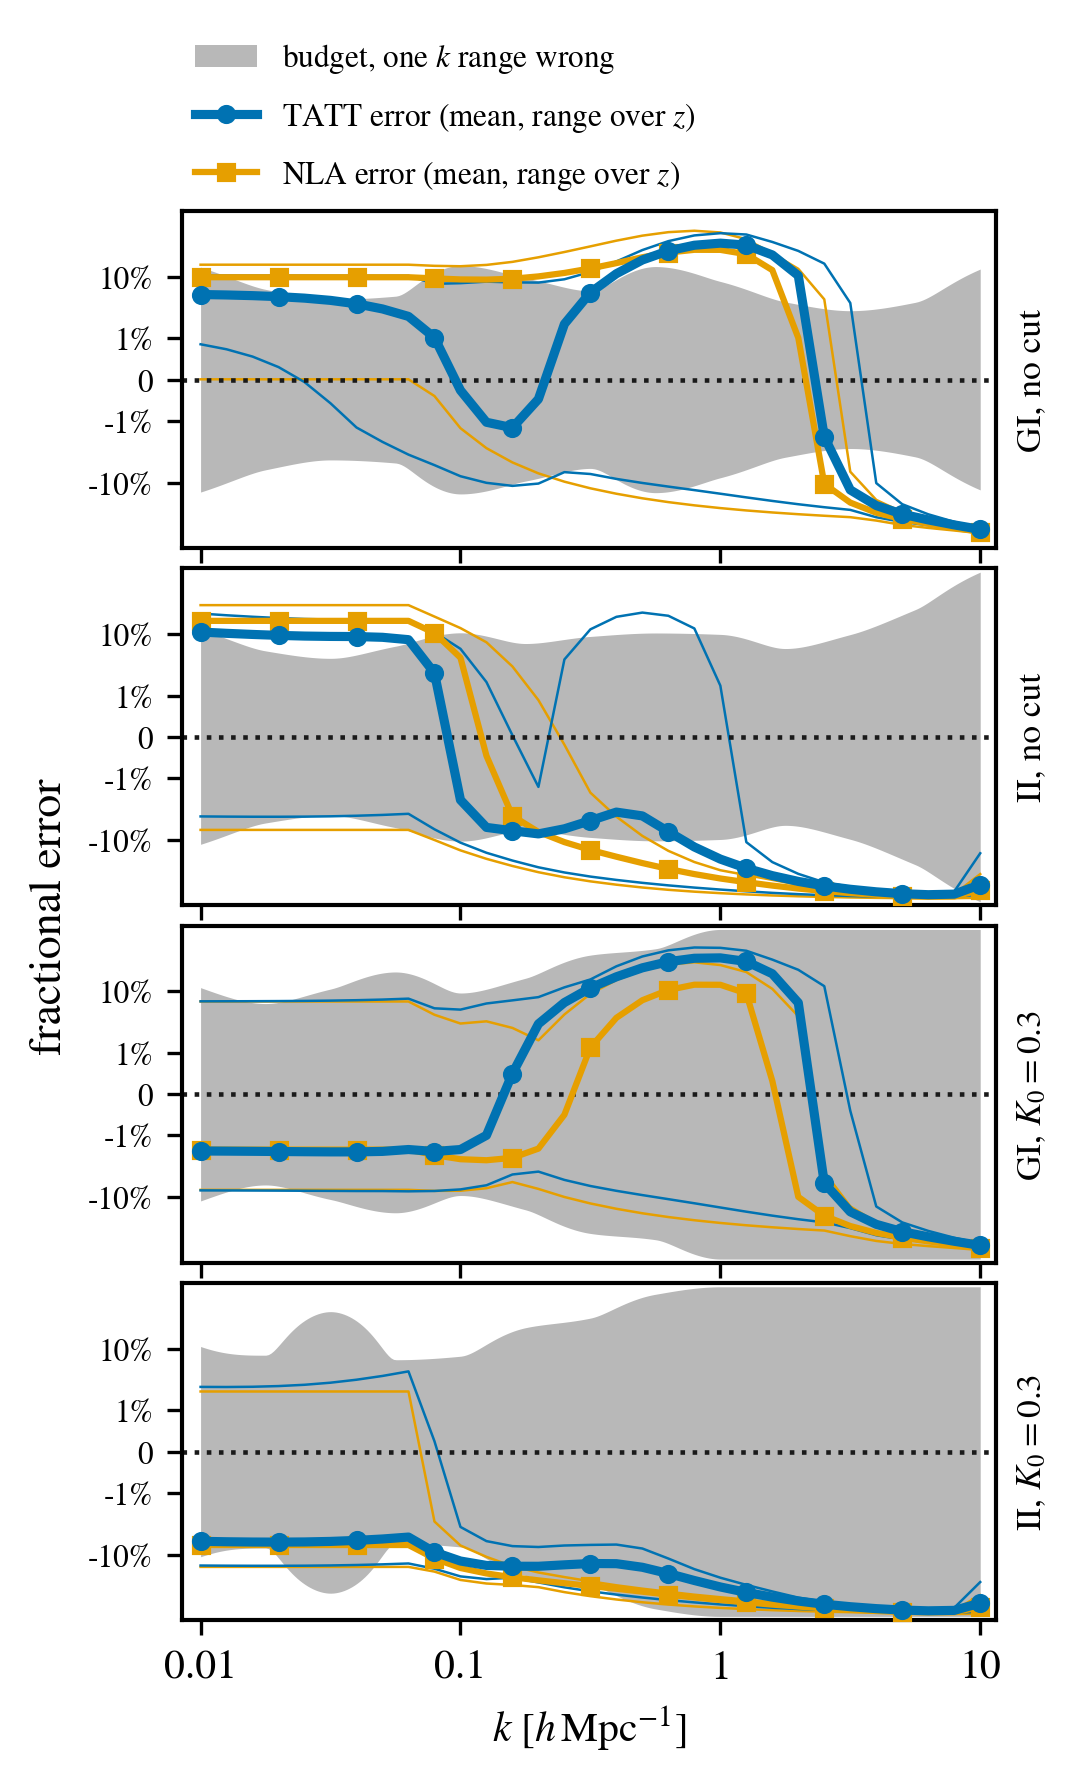 budget, one k range wrong
TATT error (mean, range over z)
NLA error (mean, range over z)
10%
1%
0
-1%
-10%
GI, no cut
10%
1%
0
-1%
-10%
II, no cut
fractional error
10%
1%
0
-1%
-10%
GI, K₀ = 0.3
10%
1%
0
-1%
-10%
II, K₀ = 0.3
0.01 0.1 1 10
k [h Mpc⁻¹]